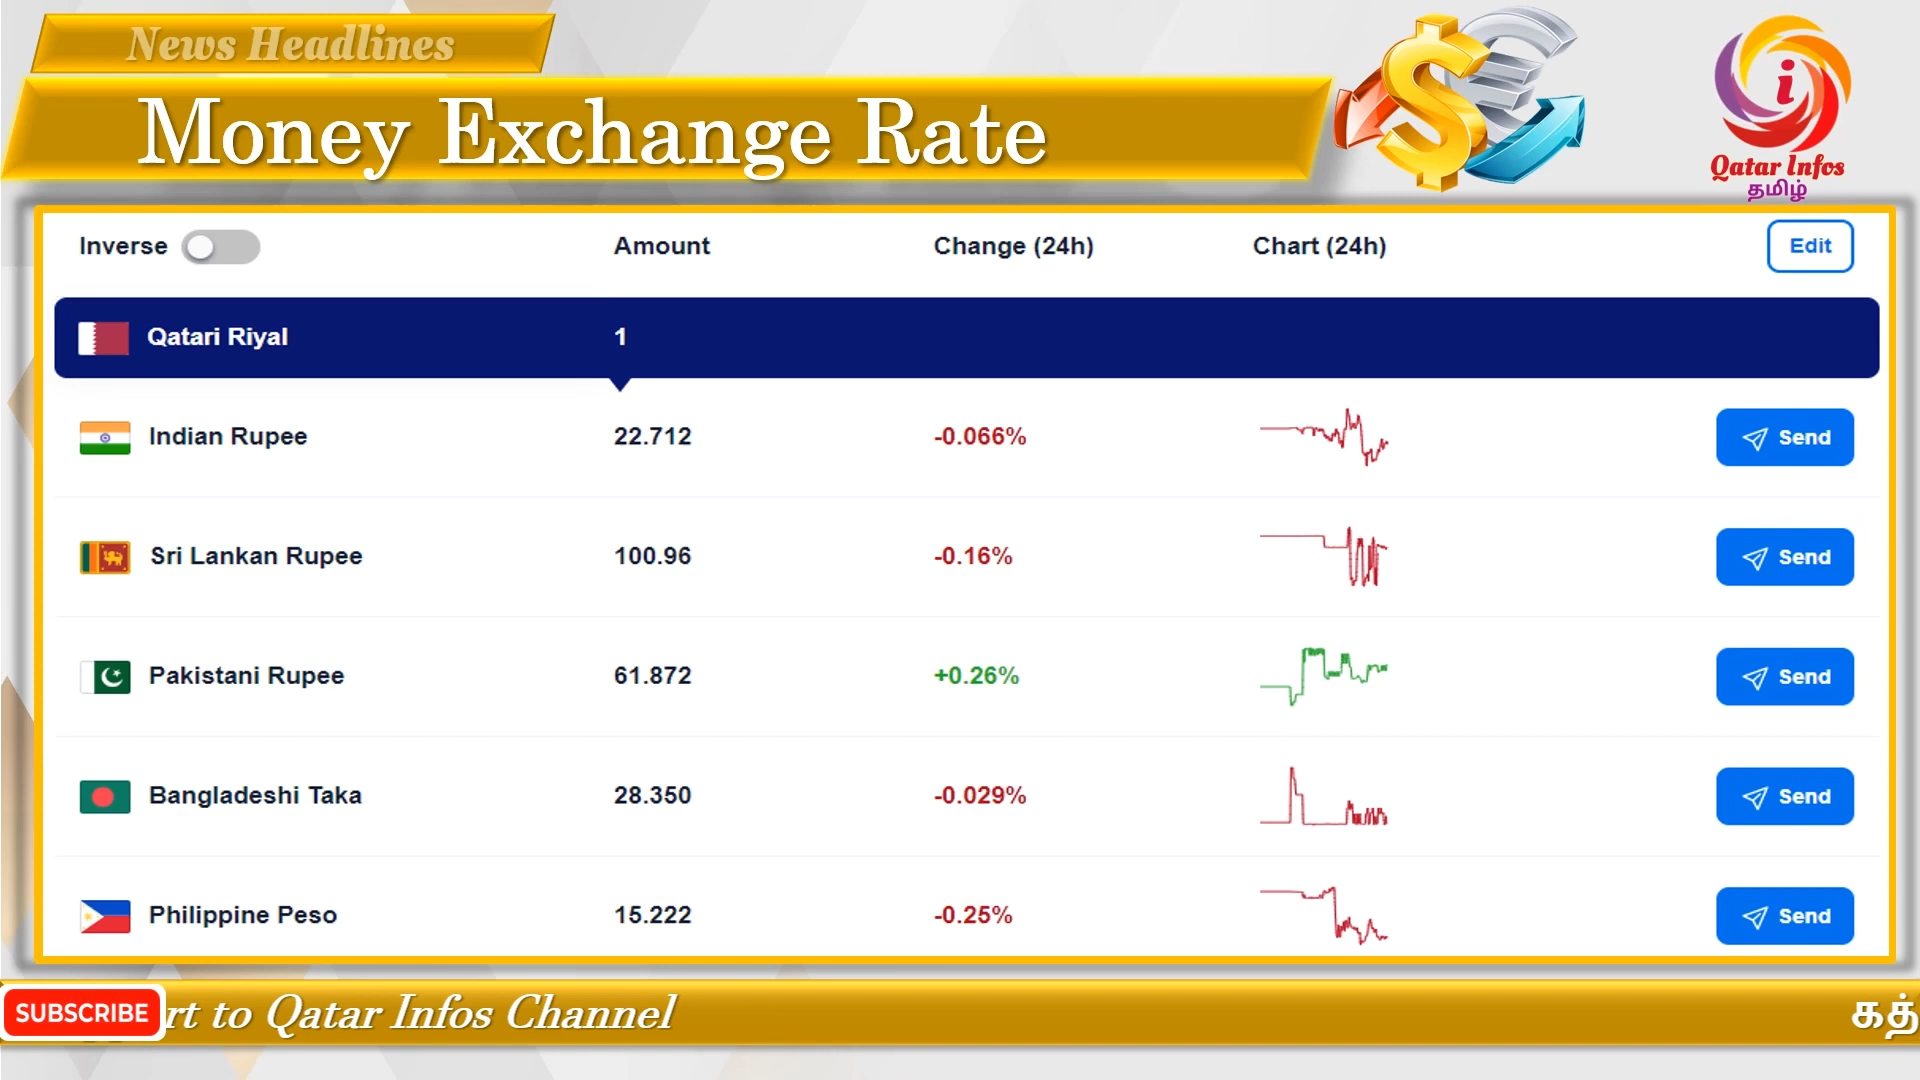 News Headlines
Money Exchange Rate
i
Qatar Infos
தமிழ்
Inverse Amount Change (24h) Chart (24h) Edit
Qatari Riyal 1
Indian Rupee 22.712 -0.066% Send
Sri Lankan Rupee 100.96 -0.16% Send
Pakistani Rupee 61.872 +0.26% Send
Bangladeshi Taka 28.350 -0.029% Send
Philippine Peso 15.222 -0.25% Send
SUBSCRIBE rt to Qatar Infos Channel கத்